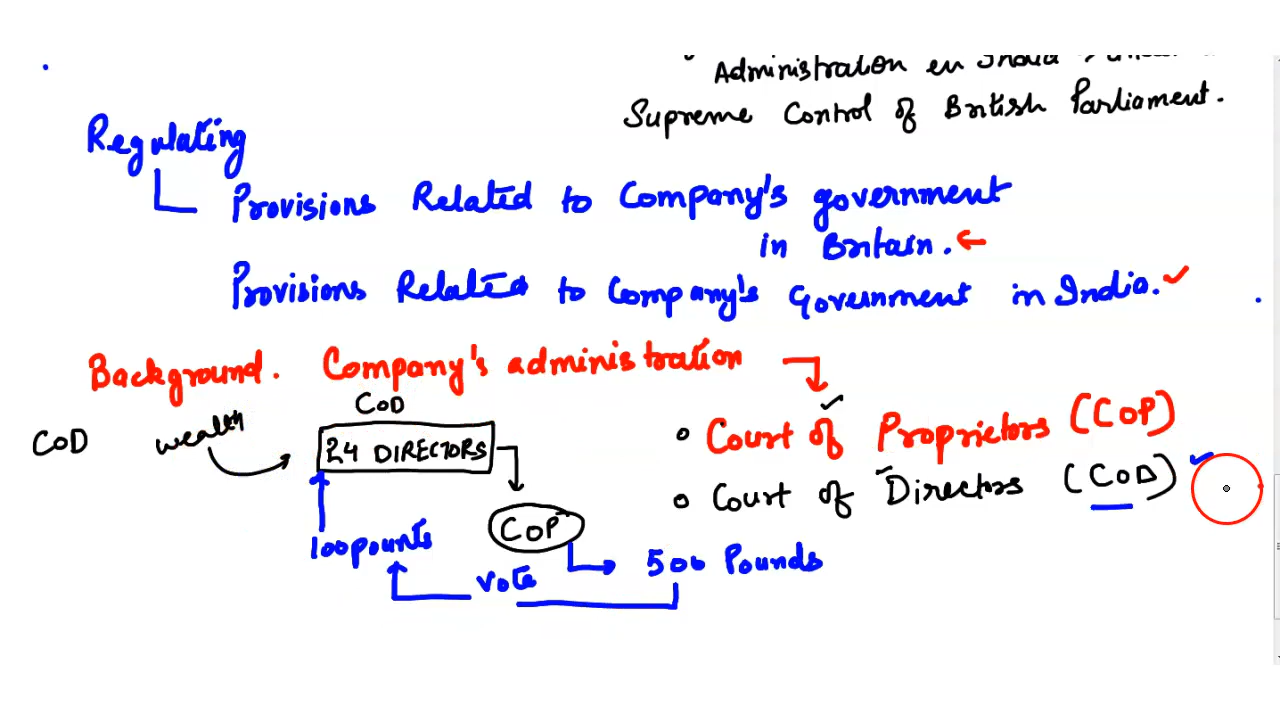 Administration in India
Supreme Control of British Parliament.
Regulating
Provisions Related to Company's government
in Britain.
Provisions Related to Company's Government in India.
Background. Company's administration
CoD
CoD wealth 24 DIRECTORS
• Court of Proprietors (COP)
• Court of Directors (CoD)
COP
100 pounts
vote
500 Pounds